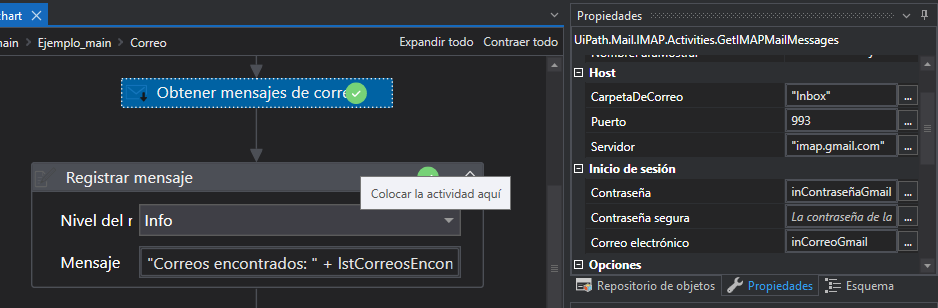 chart
Propiedades
UiPath.Mail.IMAP.Activities.GetIMAPMailMessages
main > Ejemplo_main > Correo
Expandir todo Contraer todo
Host
Obtener mensajes de corre
CarpetaDeCorreo "Inbox" ...
Puerto 993 ...
Servidor "imap.gmail.com" ...
Inicio de sesión
Registrar mensaje
Colocar la actividad aquí
Contraseña inContraseñaGmail ...
Nivel del r Info
Contraseña segura La contraseña de la ...
Correo electrónico inCorreoGmail ...
Mensaje "Correos encontrados: " + lstCorreosEncon
Opciones
Repositorio de objetos Propiedades Esquema